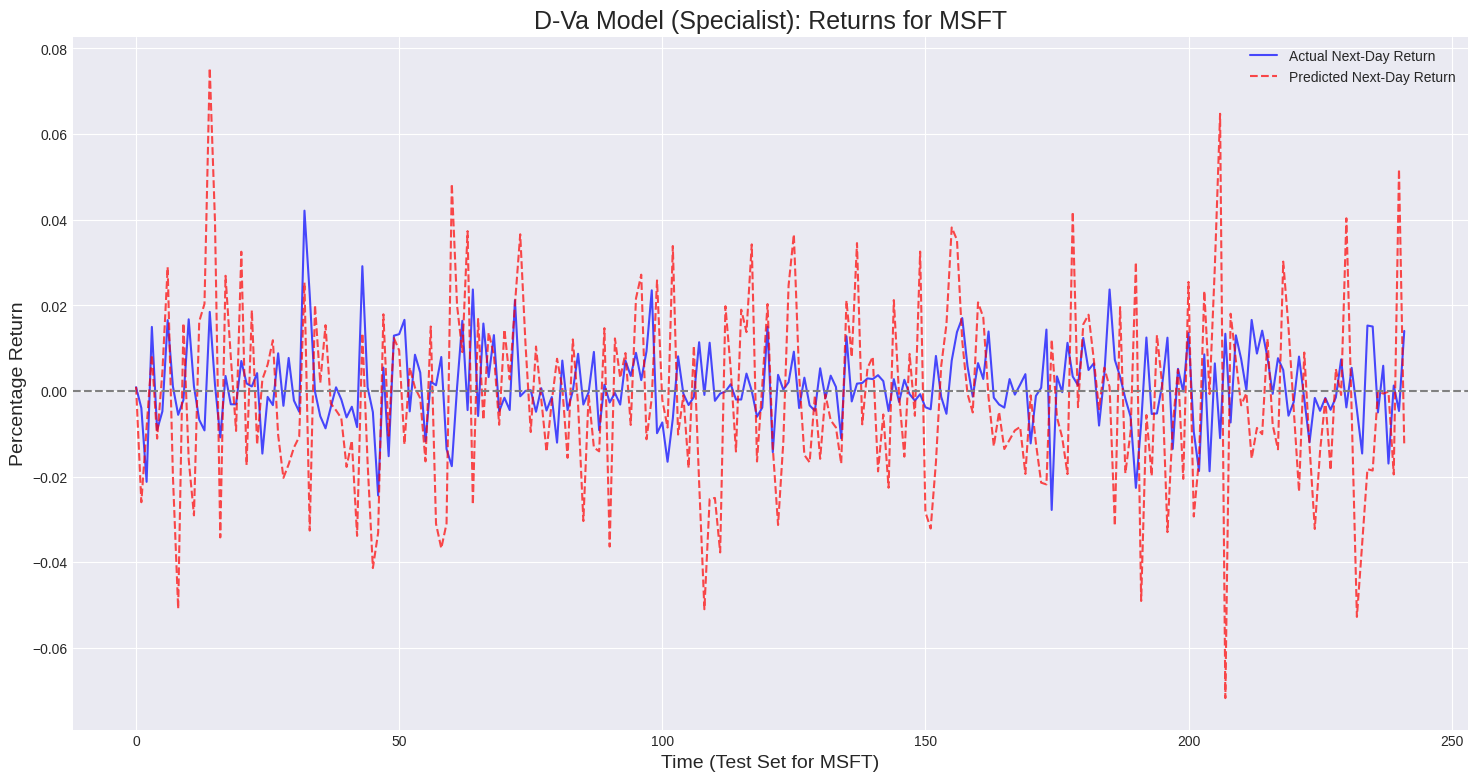 D-Va Model (Specialist): Returns for MSFT
Actual Next-Day Return
Predicted Next-Day Return
Percentage Return
0.08
0.06
0.04
0.02
0.00
−0.02
−0.04
−0.06
0
50
100
150
200
250
Time (Test Set for MSFT)